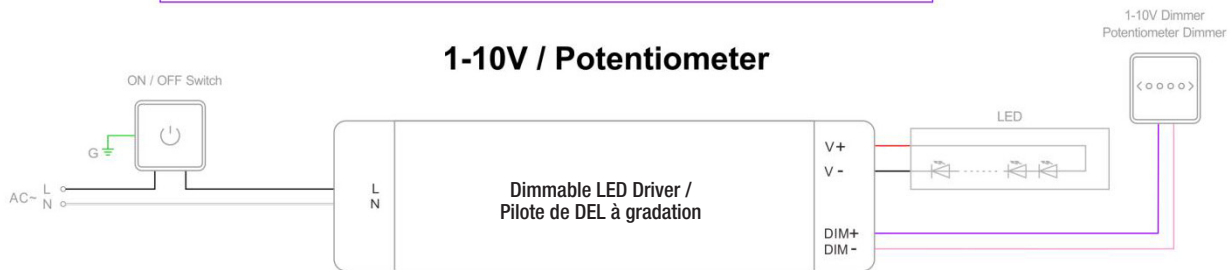 1-10V Dimmer
Potentiometer Dimmer
1-10V / Potentiometer
ON / OFF Switch
LED
G
V+
V -
AC~ L
N
L
N
Dimmable LED Driver /
Pilote de DEL à gradation
DIM+
DIM -